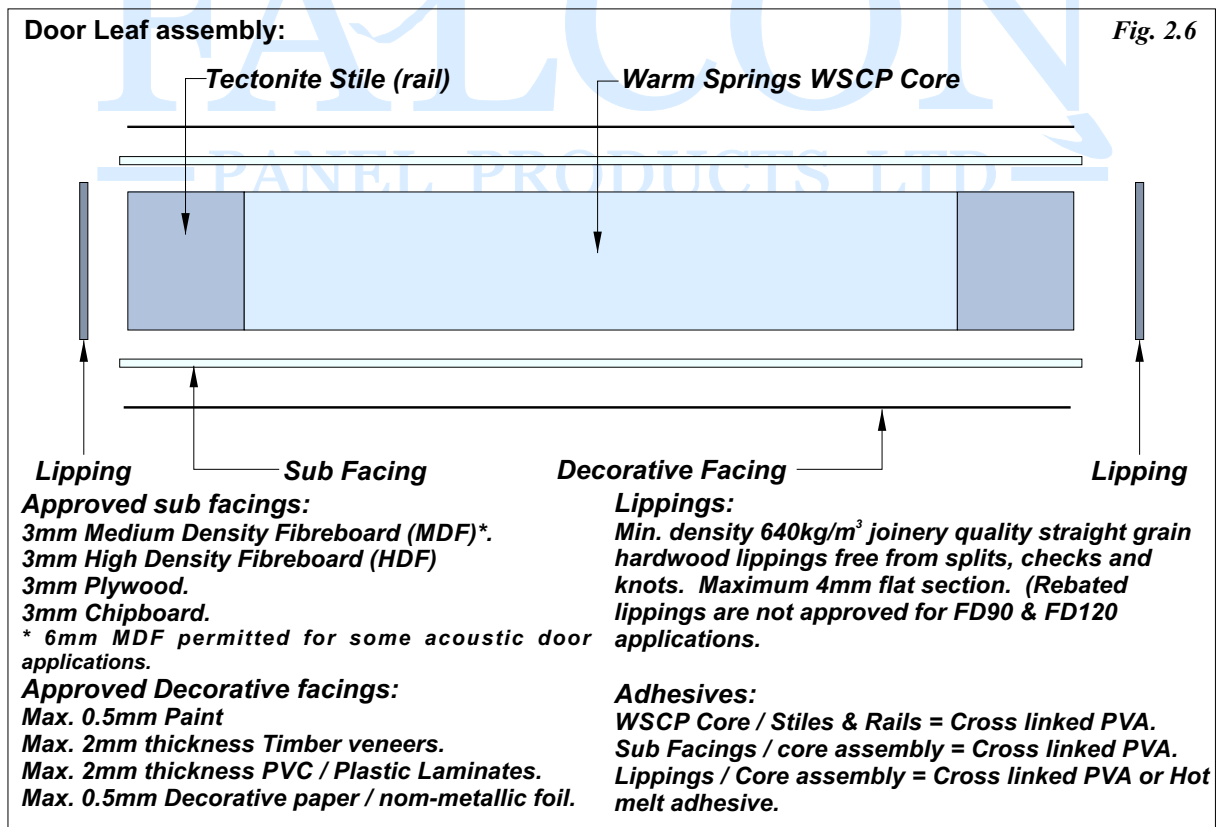 FALCON
PANEL PRODUCTS LTD
Door Leaf assembly:
Fig. 2.6
Tectonite Stile (rail)
Warm Springs WSCP Core
Lipping
Sub Facing
Decorative Facing
Lipping
Approved sub facings:
3mm Medium Density Fibreboard (MDF)*.
3mm High Density Fibreboard (HDF)
3mm Plywood.
3mm Chipboard.
* 6mm MDF permitted for some acoustic door
applications.
Approved Decorative facings:
Max. 0.5mm Paint
Max. 2mm thickness Timber veneers.
Max. 2mm thickness PVC / Plastic Laminates.
Max. 0.5mm Decorative paper / nom-metallic foil.
Lippings:
Min. density 640kg/m³ joinery quality straight grain
hardwood lippings free from splits, checks and
knots. Maximum 4mm flat section. (Rebated
lippings are not approved for FD90 & FD120
applications.
Adhesives:
WSCP Core / Stiles & Rails = Cross linked PVA.
Sub Facings / core assembly = Cross linked PVA.
Lippings / Core assembly = Cross linked PVA or Hot
melt adhesive.